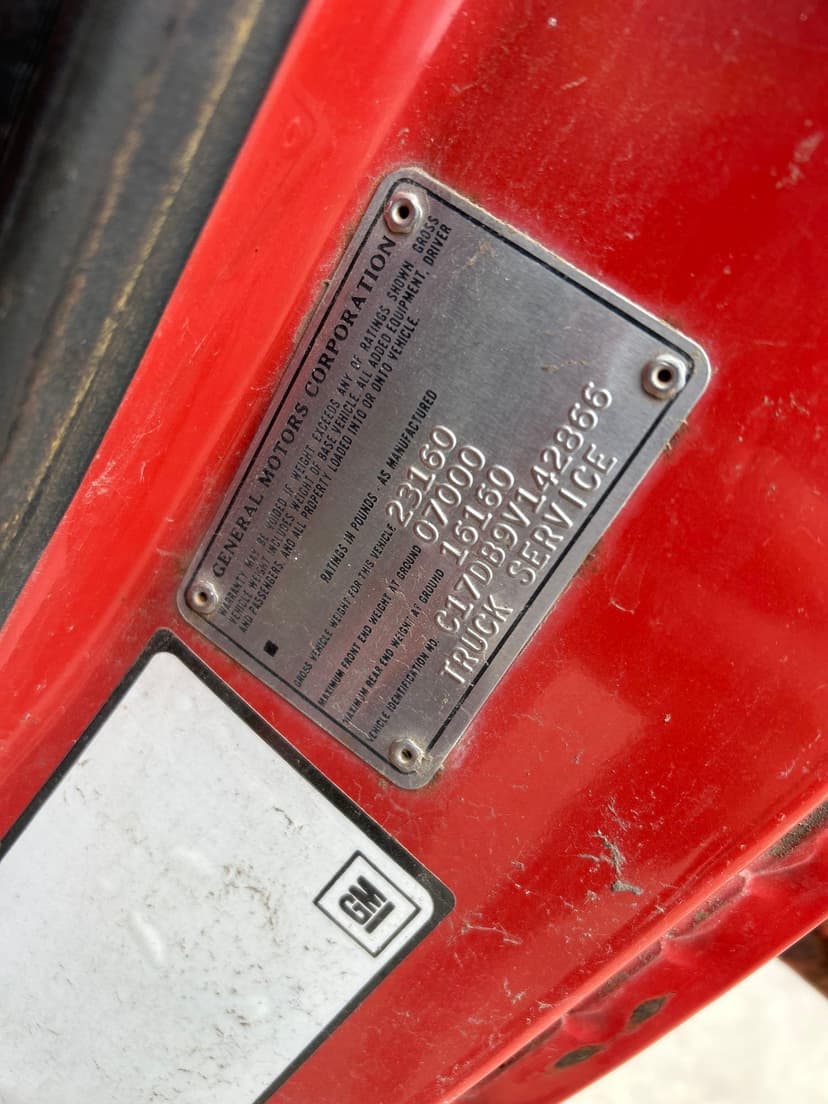 GENERAL MOTORS CORPORATION
WARRANTY MAY BE VOIDED IF WEIGHT EXCEEDS ANY OF RATINGS SHOWN. GROSS
VEHICLE WEIGHT INCLUDES WEIGHT OF BASE VEHICLE, ALL ADDED EQUIPMENT, DRIVER
AND PASSENGERS, AND ALL PROPERTY LOADED INTO OR ONTO VEHICLE.
RATINGS IN POUNDS, AS MANUFACTURED
GROSS VEHICLE WEIGHT FOR THIS VEHICLE 23160
MAXIMUM FRONT END WEIGHT AT GROUND 07000
MAXIMUM REAR END WEIGHT AT GROUND 16160
VEHICLE IDENTIFICATION NO. C17DB9V142866
TRUCK SERVICE
GM